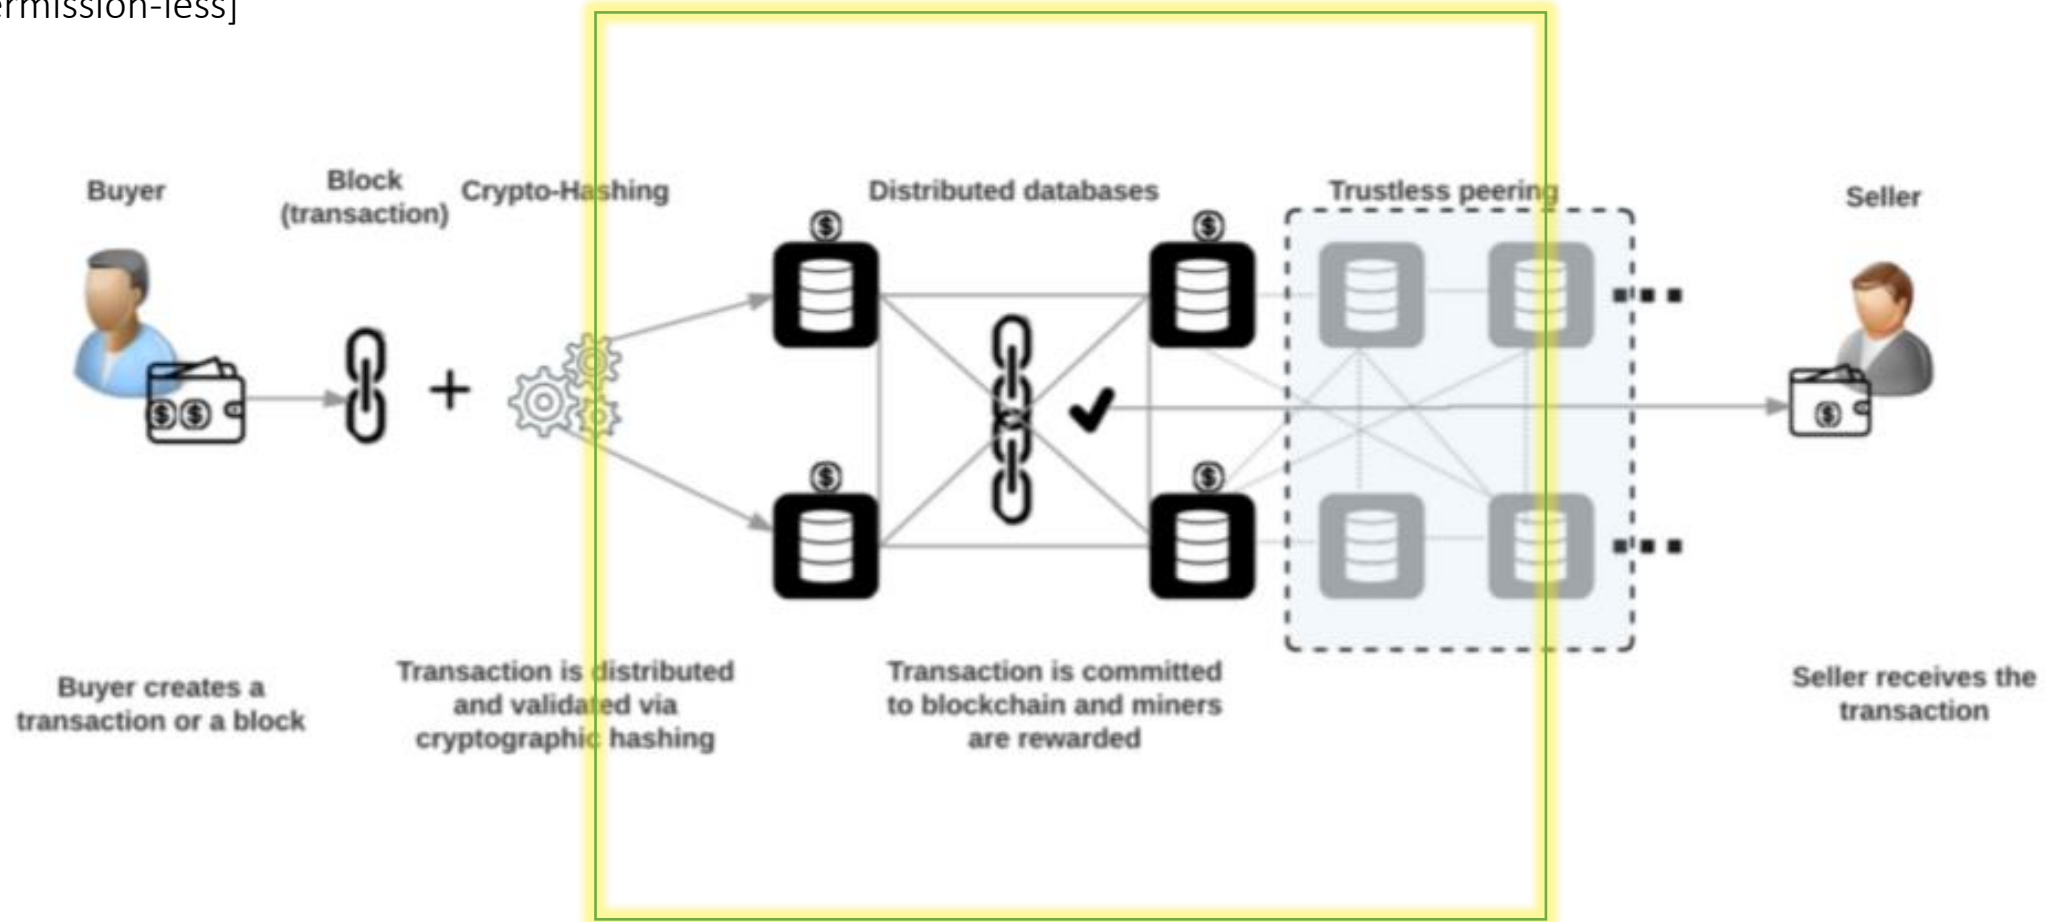 ermission-less]
Buyer
Block
(transaction)
Crypto-Hashing
Distributed databases
Trustless peering
Seller
$
$
$ $
$
$
$
Buyer creates a
transaction or a block
Transaction is distributed
and validated via
cryptographic hashing
Transaction is committed
to blockchain and miners
are rewarded
Seller receives the
transaction